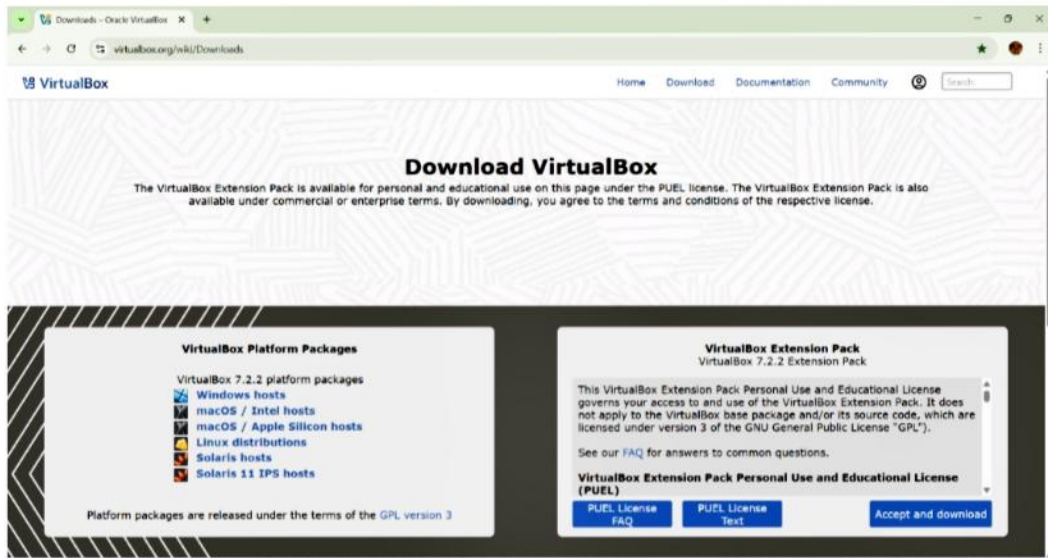 Downloads – Oracle VirtualBox
virtualbox.org/wiki/Downloads
VirtualBox
Home Download Documentation Community Search
Download VirtualBox
The VirtualBox Extension Pack is available for personal and educational use on this page under the PUEL license. The VirtualBox Extension Pack is also
available under commercial or enterprise terms. By downloading, you agree to the terms and conditions of the respective license.
VirtualBox Platform Packages
VirtualBox 7.2.2 platform packages
Windows hosts
macOS / Intel hosts
macOS / Apple Silicon hosts
Linux distributions
Solaris hosts
Solaris 11 IPS hosts
Platform packages are released under the terms of the GPL version 3
VirtualBox Extension Pack
VirtualBox 7.2.2 Extension Pack
This VirtualBox Extension Pack Personal Use and Educational License
governs your access to and use of the VirtualBox Extension Pack. It does
not apply to the VirtualBox base package and/or its source code, which are
licensed under version 3 of the GNU General Public License "GPL").
See our FAQ for answers to common questions.
VirtualBox Extension Pack Personal Use and Educational License
(PUEL)
PUEL License
FAQ
PUEL License
Text
Accept and download